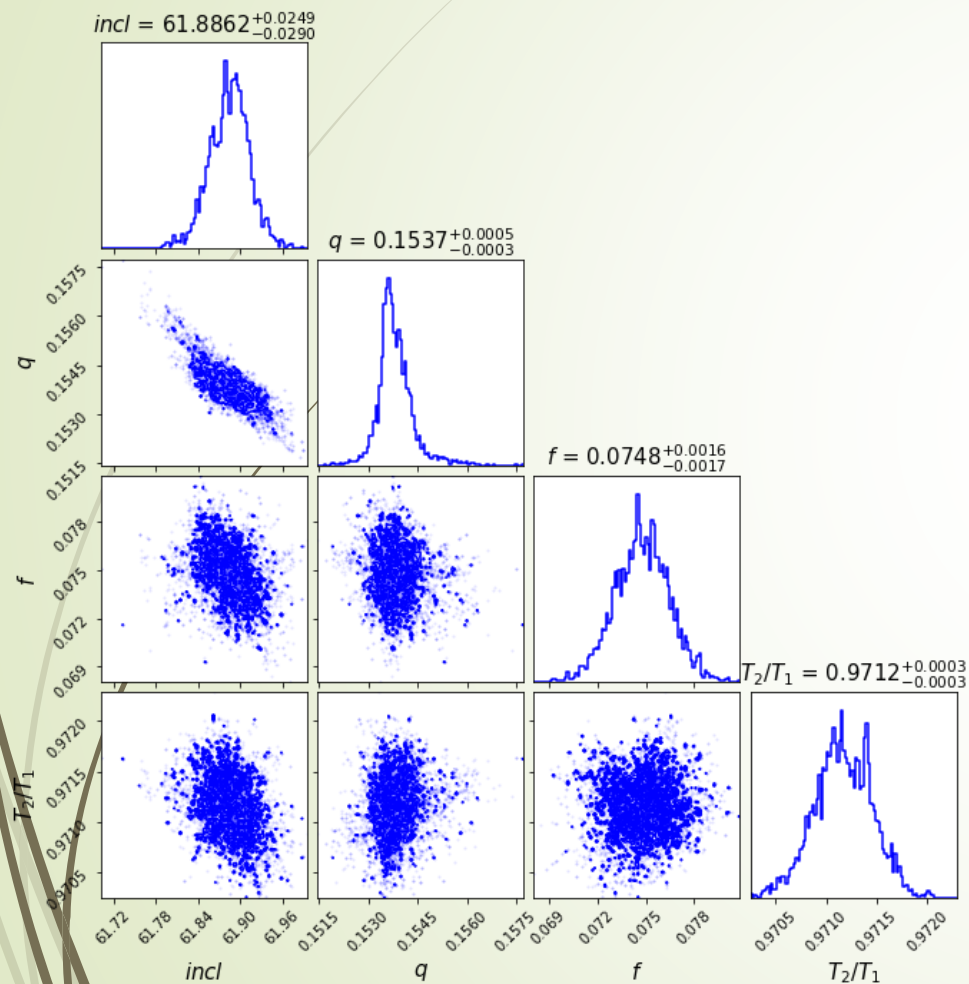 incl = 61.8862+0.0249 −0.0290
q = 0.1537+0.0005 −0.0003
0.1575
0.1560
0.1545
0.1530
0.1515
q
f = 0.0748+0.0016 −0.0017
0.078
0.075
0.072
0.069
f
T2/T1 = 0.9712+0.0003 −0.0003
0.9720
0.9715
0.9710
0.9705
T2/T1
61.72 61.78 61.84 61.90 61.96 0.1515 0.1530 0.1545 0.1560 0.1575 0.069 0.072 0.075 0.078 0.9705 0.9710 0.9715 0.9720
incl q f T2/T1